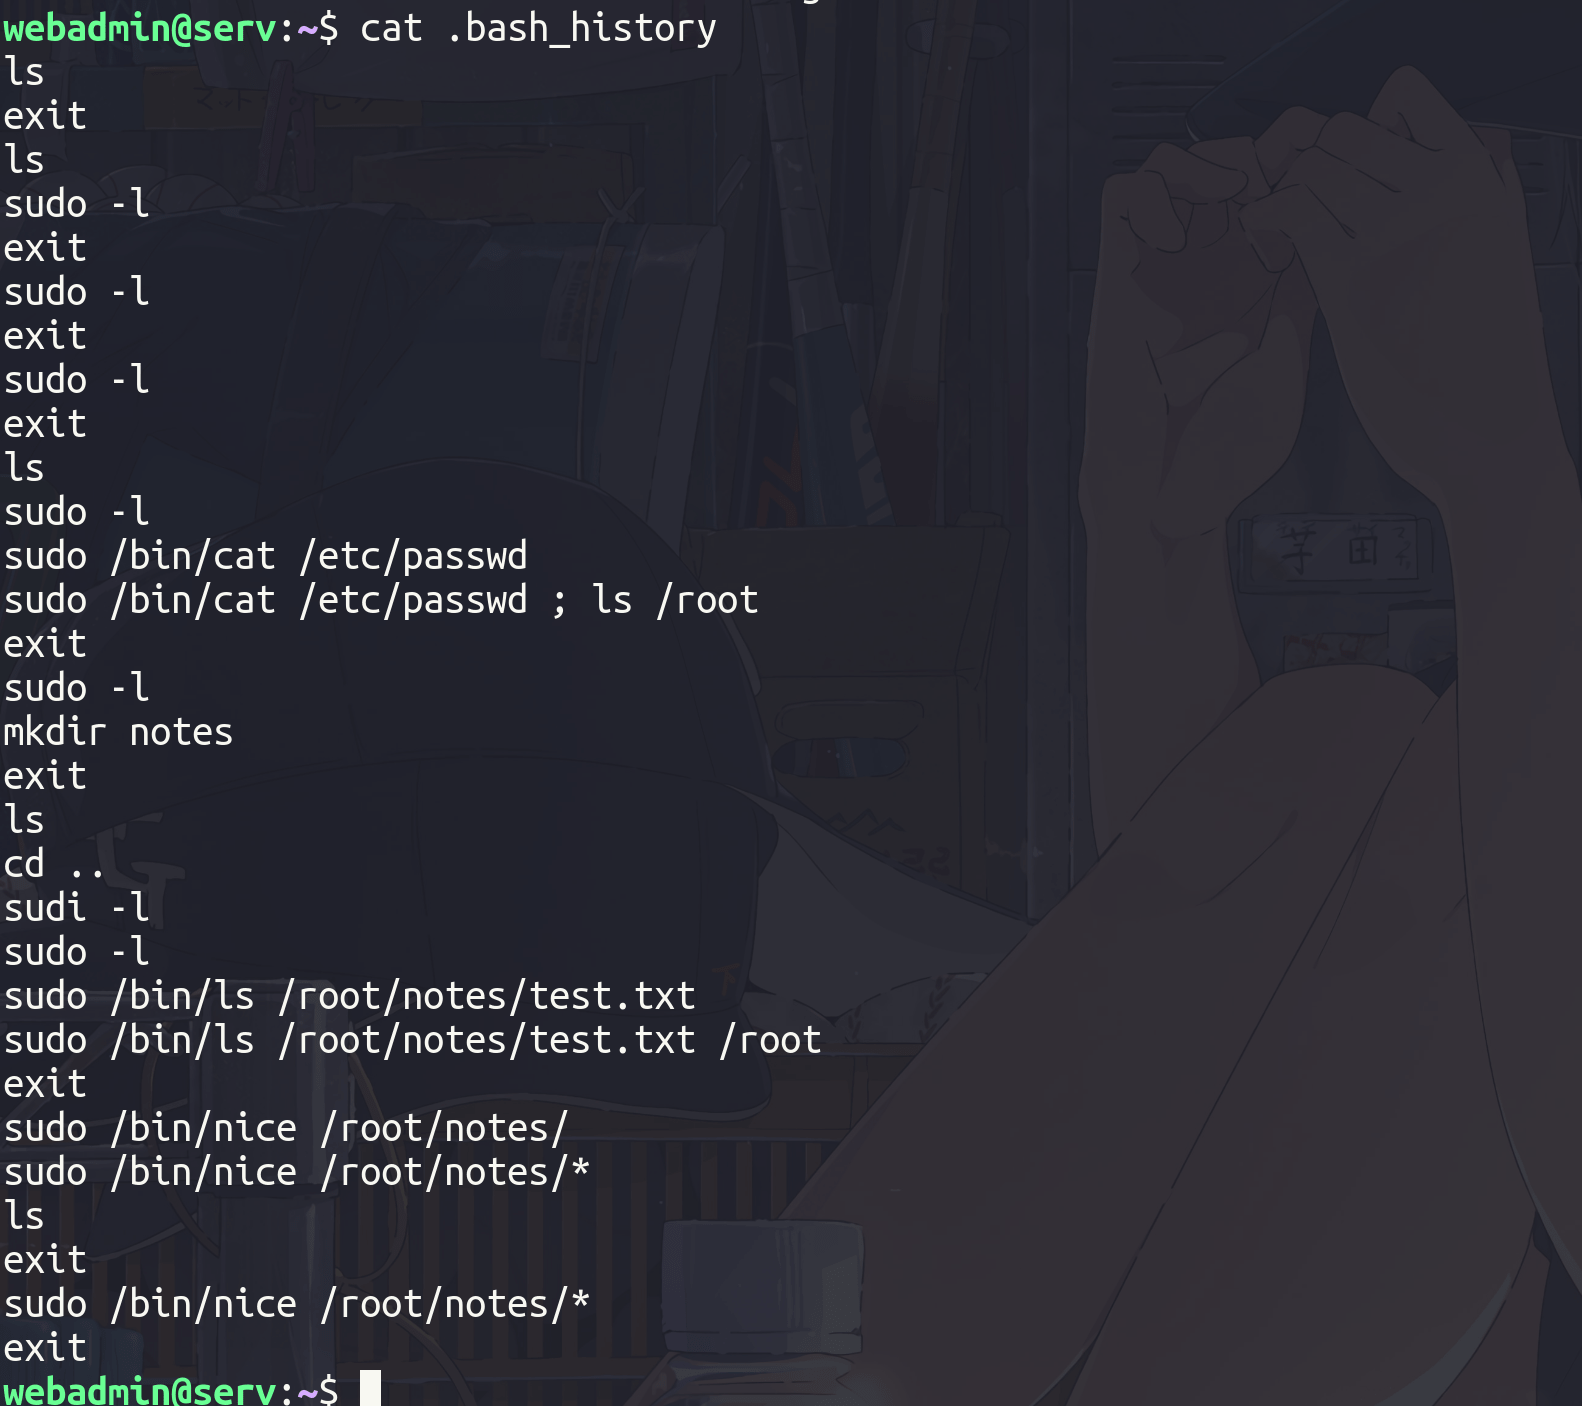 webadmin@serv:~$ cat .bash_history
ls
exit
ls
sudo -l
exit
sudo -l
exit
sudo -l
exit
ls
sudo -l
sudo /bin/cat /etc/passwd
sudo /bin/cat /etc/passwd ; ls /root
exit
sudo -l
mkdir notes
exit
ls
cd ..
sudi -l
sudo -l
sudo /bin/ls /root/notes/test.txt
sudo /bin/ls /root/notes/test.txt /root
exit
sudo /bin/nice /root/notes/
sudo /bin/nice /root/notes/*
ls
exit
sudo /bin/nice /root/notes/*
exit
webadmin@serv:~$